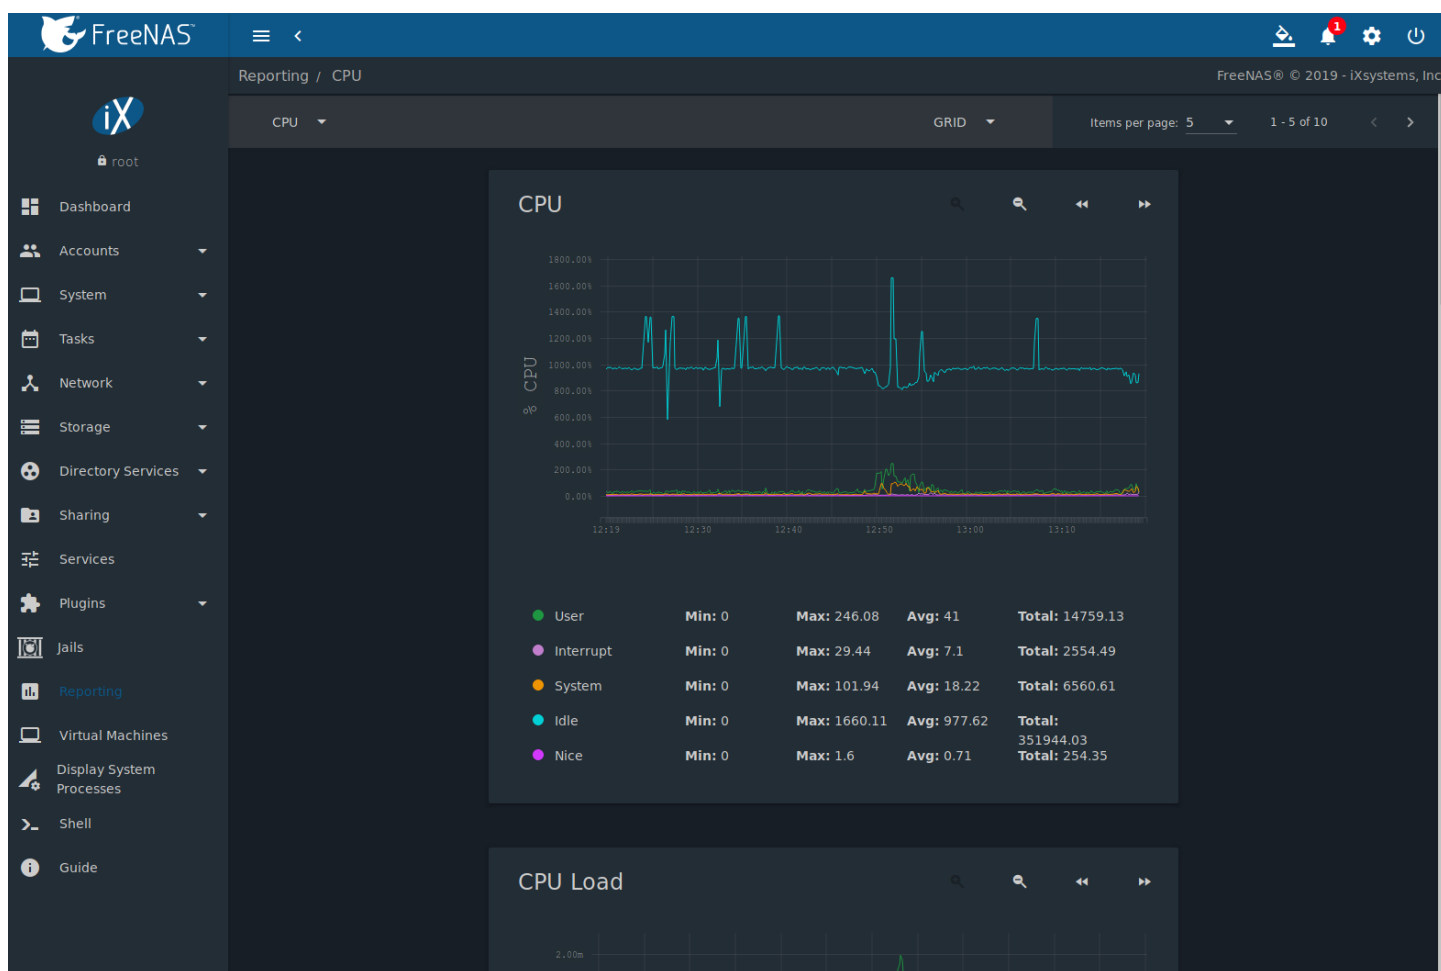 FreeNAS®
1
Reporting / CPU
FreeNAS® © 2019 - iXsystems, Inc
iX
root
CPU
GRID
Items per page: 5
1 - 5 of 10
Dashboard
Accounts
System
Tasks
Network
Storage
Directory Services
Sharing
Services
Plugins
Jails
Reporting
Virtual Machines
Display System
Processes
Shell
Guide
CPU
% CPU
1800.00%
1600.00%
1400.00%
1200.00%
1000.00%
800.00%
600.00%
400.00%
200.00%
0.00%
12:19 12:30 12:40 12:50 13:00 13:10
User Min: 0 Max: 246.08 Avg: 41 Total: 14759.13
Interrupt Min: 0 Max: 29.44 Avg: 7.1 Total: 2554.49
System Min: 0 Max: 101.94 Avg: 18.22 Total: 6560.61
Idle Min: 0 Max: 1660.11 Avg: 977.62 Total:
351944.03
Nice Min: 0 Max: 1.6 Avg: 0.71 Total: 254.35
CPU Load
2.00m